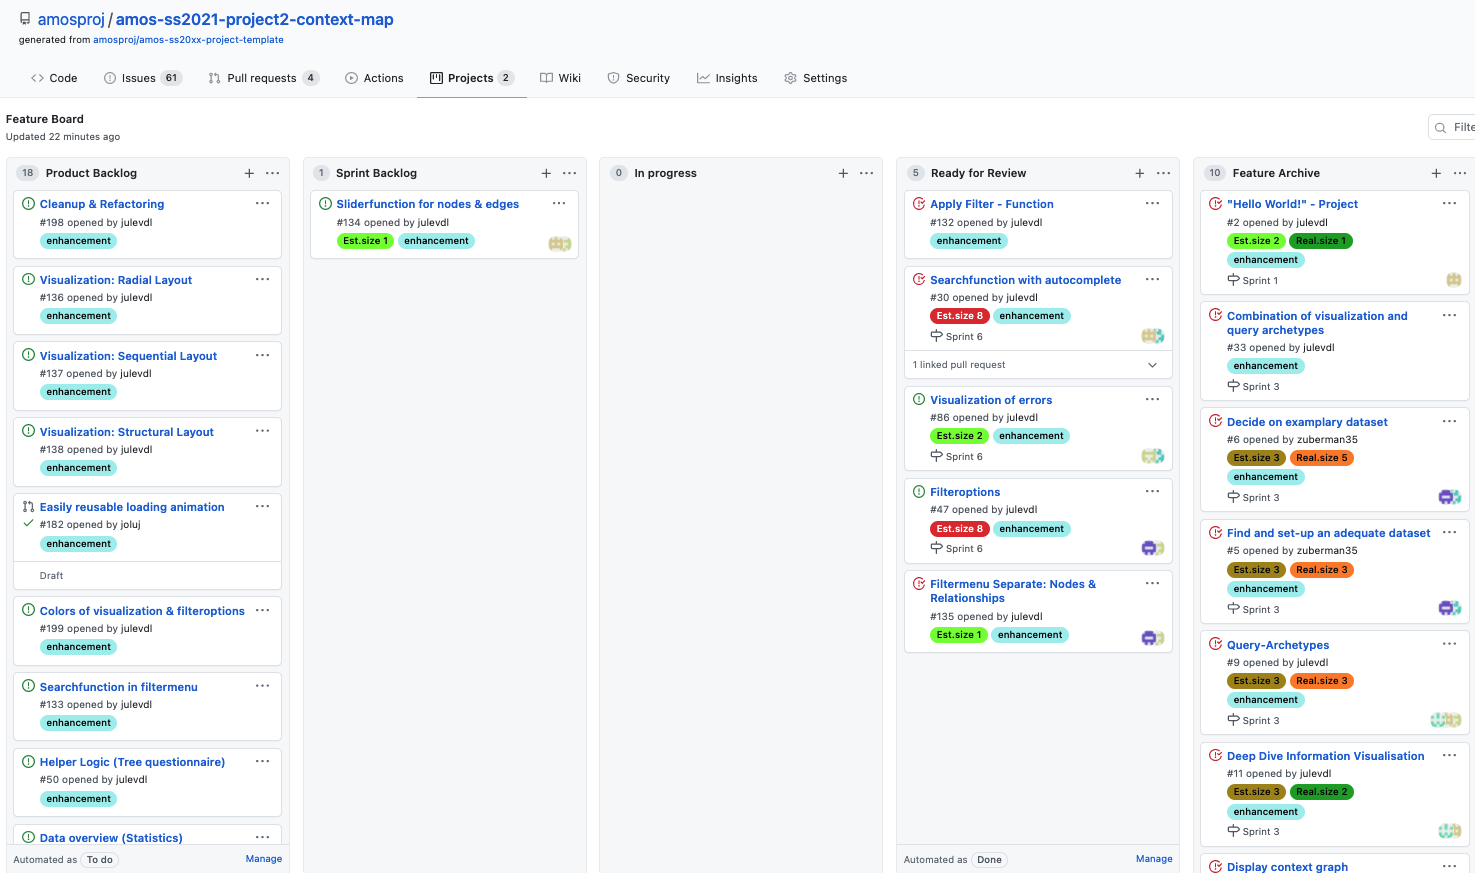 amosproj / amos-ss2021-project2-context-map
generated from amosproj/amos-ss20xx-project-template
Code
Issues 61
Pull requests 4
Actions
Projects 2
Wiki
Security
Insights
Settings
Feature Board
Updated 22 minutes ago
Filte
18 Product Backlog
Cleanup & Refactoring
#198 opened by julevdl
enhancement
Visualization: Radial Layout
#136 opened by julevdl
enhancement
Visualization: Sequential Layout
#137 opened by julevdl
enhancement
Visualization: Structural Layout
#138 opened by julevdl
enhancement
Easily reusable loading animation
#182 opened by joluj
enhancement
Draft
Colors of visualization & filteroptions
#199 opened by julevdl
enhancement
Searchfunction in filtermenu
#133 opened by julevdl
enhancement
Helper Logic (Tree questionnaire)
#50 opened by julevdl
enhancement
Data overview (Statistics)
Automated as To do Manage
1 Sprint Backlog
Sliderfunction for nodes & edges
#134 opened by julevdl
Est.size 1 enhancement
0 In progress
5 Ready for Review
Apply Filter - Function
#132 opened by julevdl
enhancement
Searchfunction with autocomplete
#30 opened by julevdl
Est.size 8 enhancement
Sprint 6
1 linked pull request
Visualization of errors
#86 opened by julevdl
Est.size 2 enhancement
Sprint 6
Filteroptions
#47 opened by julevdl
Est.size 8 enhancement
Sprint 6
Filtermenu Separate: Nodes &
Relationships
#135 opened by julevdl
Est.size 1 enhancement
Automated as Done Manage
10 Feature Archive
"Hello World!" - Project
#2 opened by julevdl
Est.size 2 Real.size 1
enhancement
Sprint 1
Combination of visualization and
query archetypes
#33 opened by julevdl
enhancement
Sprint 3
Decide on examplary dataset
#6 opened by zuberman35
Est.size 3 Real.size 5
enhancement
Sprint 3
Find and set-up an adequate dataset
#5 opened by zuberman35
Est.size 3 Real.size 3
enhancement
Sprint 3
Query-Archetypes
#9 opened by julevdl
Est.size 3 Real.size 3
enhancement
Sprint 3
Deep Dive Information Visualisation
#11 opened by julevdl
Est.size 3 Real.size 2
enhancement
Sprint 3
Display context graph